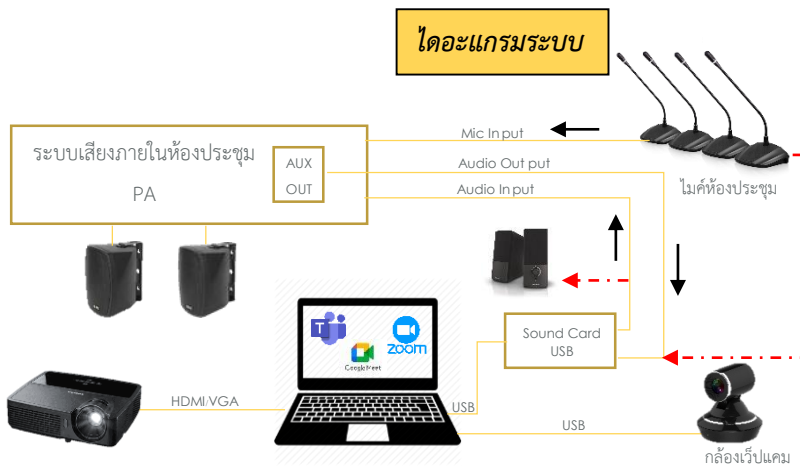 ไดอะแกรมระบบ
Mic Input
ระบบเสียงภายในห้องประชุม
PA
AUX
OUT
Audio Out put
Audio Input
ไมค์ห้องประชุม
T
zoom
Google Meet
Sound Card
USB
HDMI/VGA
USB
USB
กล้องเว็ปแคม